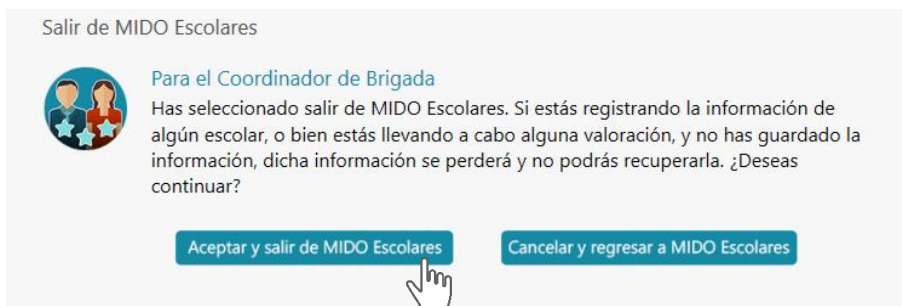 Salir de MIDO Escolares
Para el Coordinador de Brigada
Has seleccionado salir de MIDO Escolares. Si estás registrando la información de
algún escolar, o bien estás llevando a cabo alguna valoración, y no has guardado la
información, dicha información se perderá y no podrás recuperarla. ¿Deseas
continuar?
Aceptar y salir de MIDO Escolares
Cancelar y regresar a MIDO Escolares